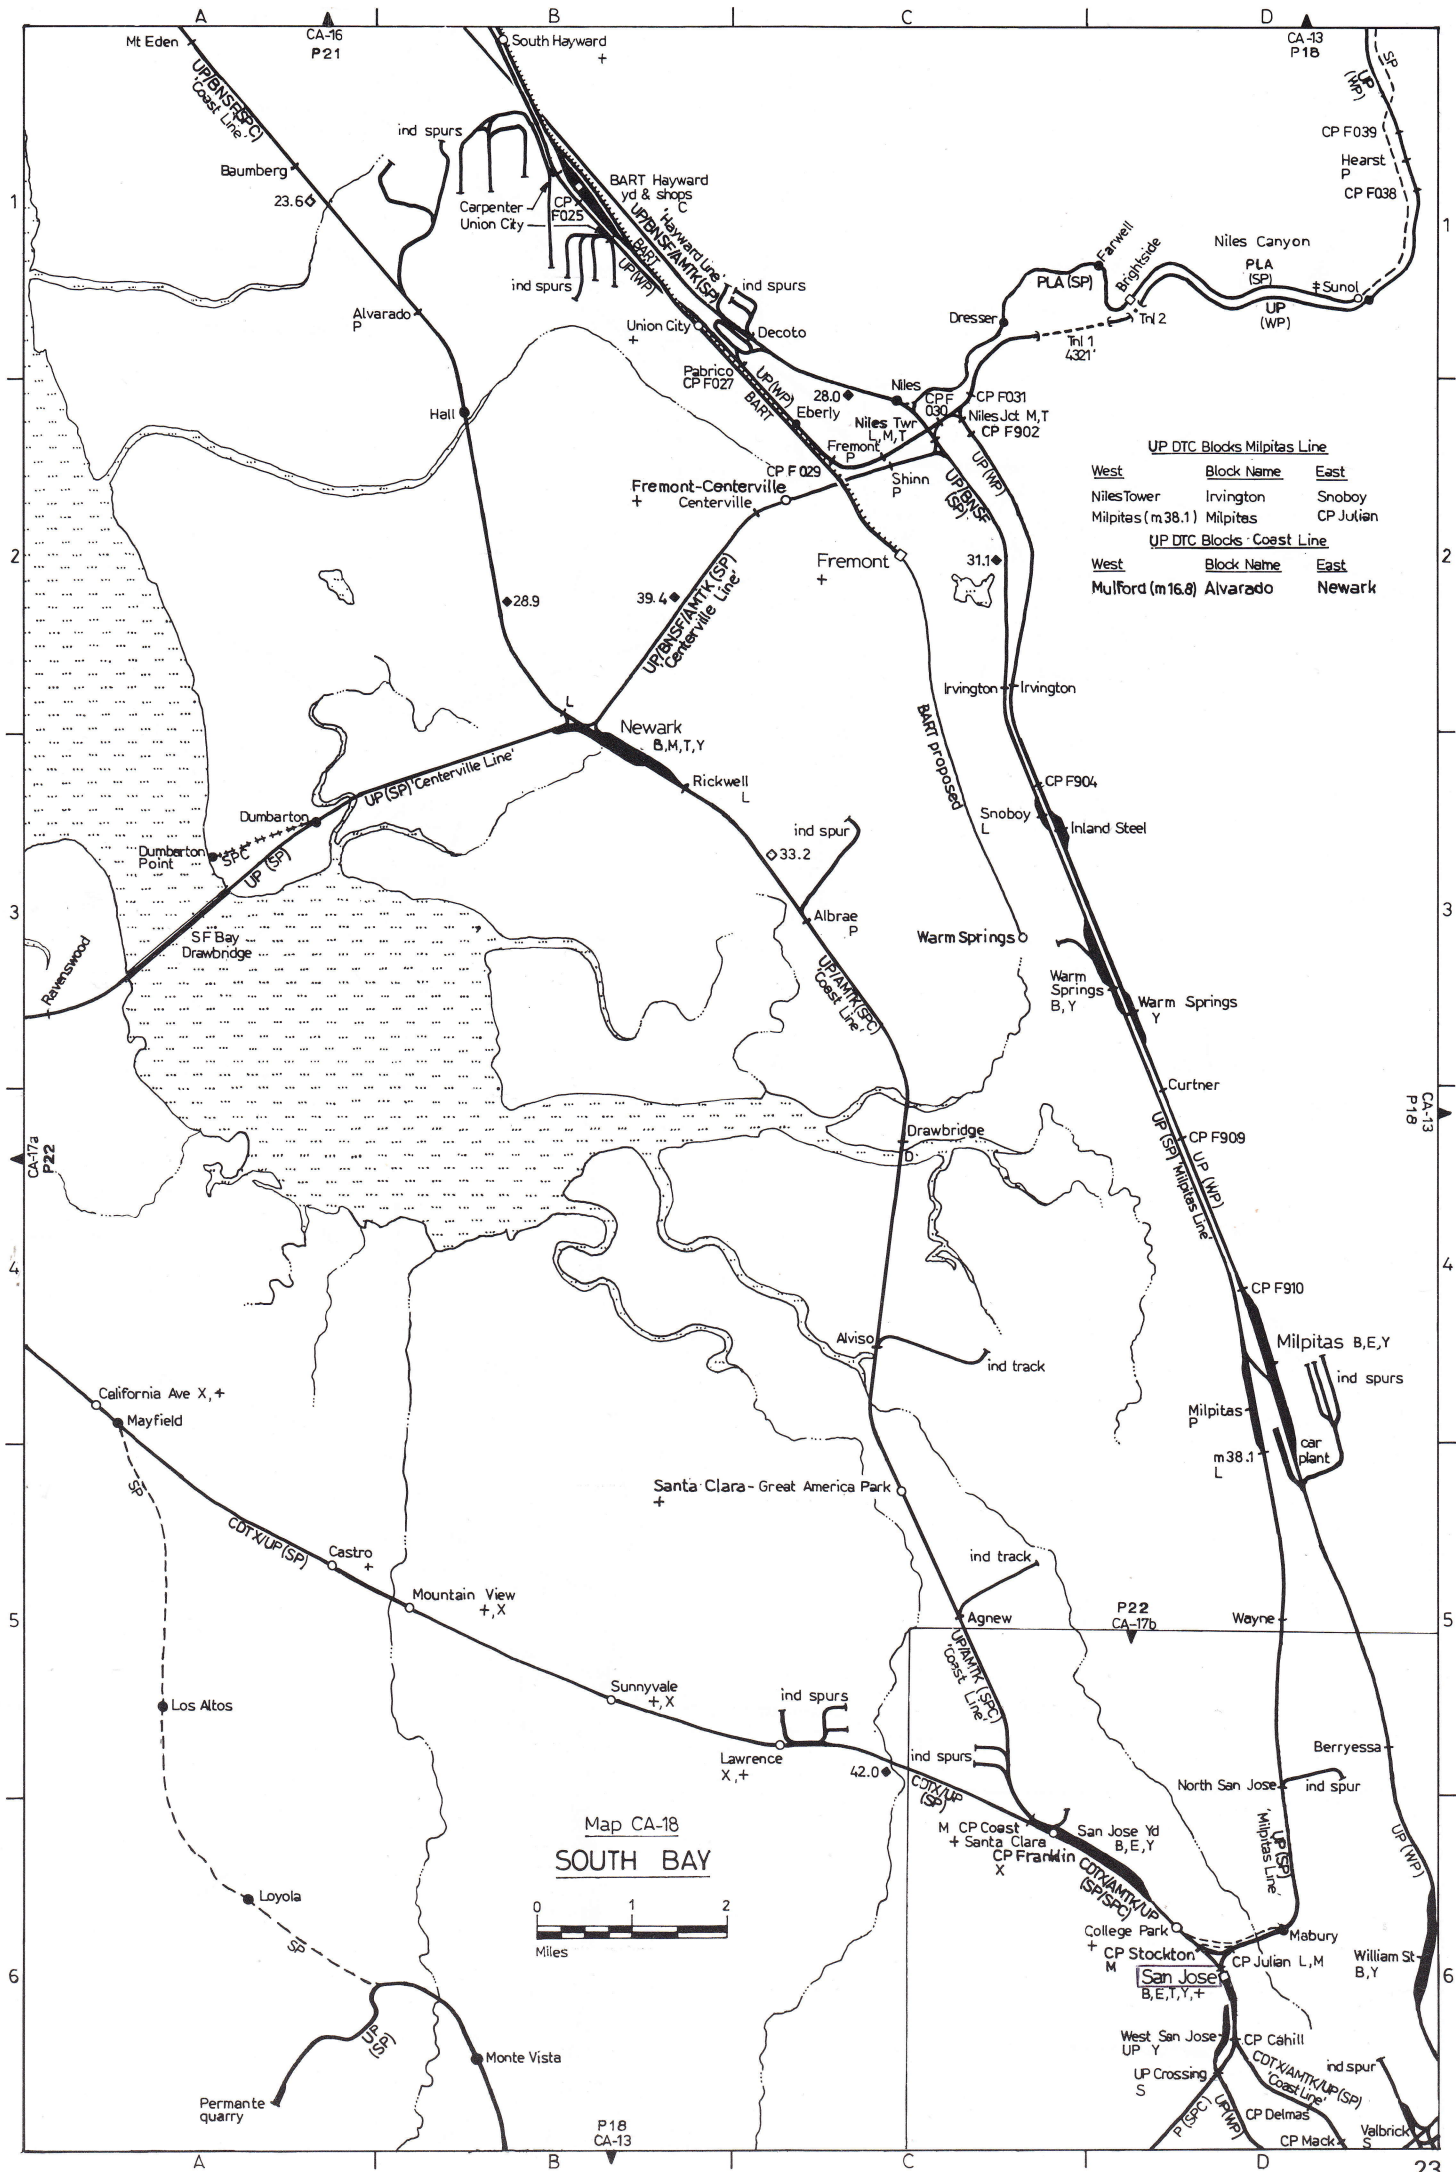 A
B
C
D
CA-16
P21
CA-13
P18
Mt Eden
South Hayward
+
UP/BNSF(SPC)
'Coast Line'
SP
UP
(WP)
ind spurs
CP F039
Hearst
P
CP F038
Baumberg
23.6
BART Hayward
yd & shops
C
Carpenter
CP
F025
Union City
1
1
'Hayward Line'
UP/BNSF/AMTK(SP)
BART
UP(WP)
ind spurs
ind spurs
Farwell
Brightside
Niles Canyon
PLA
(SP)
PLA (SP)
‡Sunol
UP
(WP)
Alvarado
P
Union City
+
Decoto
Dresser
Tnl 2
Tnl 1
4321'
Pabrico
CP F027
UP(WP)
BART
28.0
Niles
CP F
030
CP F031
Eberly
Hall
Niles Twr
L,M,T
Niles Jct M,T
CP F902
Fremont
P
CP F 029
Shinn
P
UP(WP)
UP/BNSF
(SP)
Fremont-Centerville
+
Centerville
UP DTC Blocks Milpitas Line
West Block Name East
Niles Tower Irvington Snoboy
Milpitas (m38.1) Milpitas CP Julian
UP DTC Blocks Coast Line
West Block Name East
Mulford (m16.8) Alvarado Newark
2
2
Fremont
+
31.1
28.9
39.4
UP/BNSF/AMTK (SP)
'Centerville Line'
Irvington
Irvington
L
Newark
B,M,T,Y
BART proposed
UP(SP) 'Centerville Line'
Rickwell
L
CP F904
Dumbarton
Snoboy
L
Inland Steel
ind spur
Dumbarton
Point
SPC
UP (SP)
33.2
3
3
Albrae
P
SF Bay
Drawbridge
Warm Springs
Ravenswood
UP/AMTK(SPC)
'Coast Line'
Warm
Springs
B,Y
Warm Springs
Y
Curtner
CA-13
P18
Drawbridge
D
CP F909
CA-17a
P22
UP (SP) 'Milpitas Line'
UP (WP)
4
4
CP F910
Alviso
ind track
Milpitas B,E,Y
ind spurs
California Ave X,+
Mayfield
Milpitas
P
m38.1
L
car
plant
SP
Santa Clara - Great America Park
+
CDTX/UP(SP)
Castro
+
ind track
Mountain View
+,X
5
5
Agnew
P22
CA-17b
Wayne
UP/AMTK (SPC)
'Coast Line'
Los Altos
Sunnyvale
+,X
ind spurs
Berryessa
Lawrence
X,+
42.0
ind spurs
CDTX/UP
(SP)
North San Jose
ind spur
Map CA-18
SOUTH BAY
M CP Coast
+ Santa Clara
CP Franklin
X
San Jose Yd
B,E,Y
UP(SP)
'Milpitas Line'
UP (WP)
Loyola
0 1 2
Miles
CDTX/AMTK/UP
(SP/SPC)
SP
College Park
+
Mabury
CP Stockton
M
CP Julian L,M
William St
B,Y
6
6
San Jose
B,E,T,Y,+
UP
(SP)
West San Jose
UP Y
CP Cahill
Monte Vista
UP Crossing
S
CDTX/AMTK/UP(SP)
'Coast Line'
ind spur
Permante
quarry
P (SPC)
UP(WP)
CP Delmas
CP Mack
Valbrick
S
P18
CA-13
A
B
C
D
23